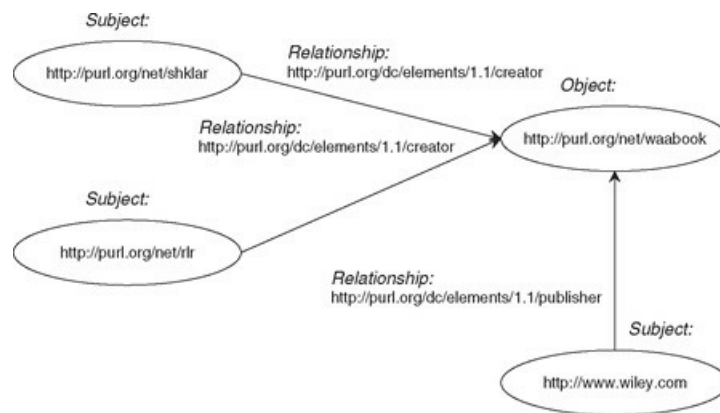 Subject:
http://purl.org/net/shklar
Relationship:
http://purl.org/dc/elements/1.1/creator
Object:
http://purl.org/net/waabook
Relationship:
http://purl.org/dc/elements/1.1/creator
Subject:
http://purl.org/net/rlr
Relationship:
http://purl.org/dc/elements/1.1/publisher
Subject:
http://www.wiley.com